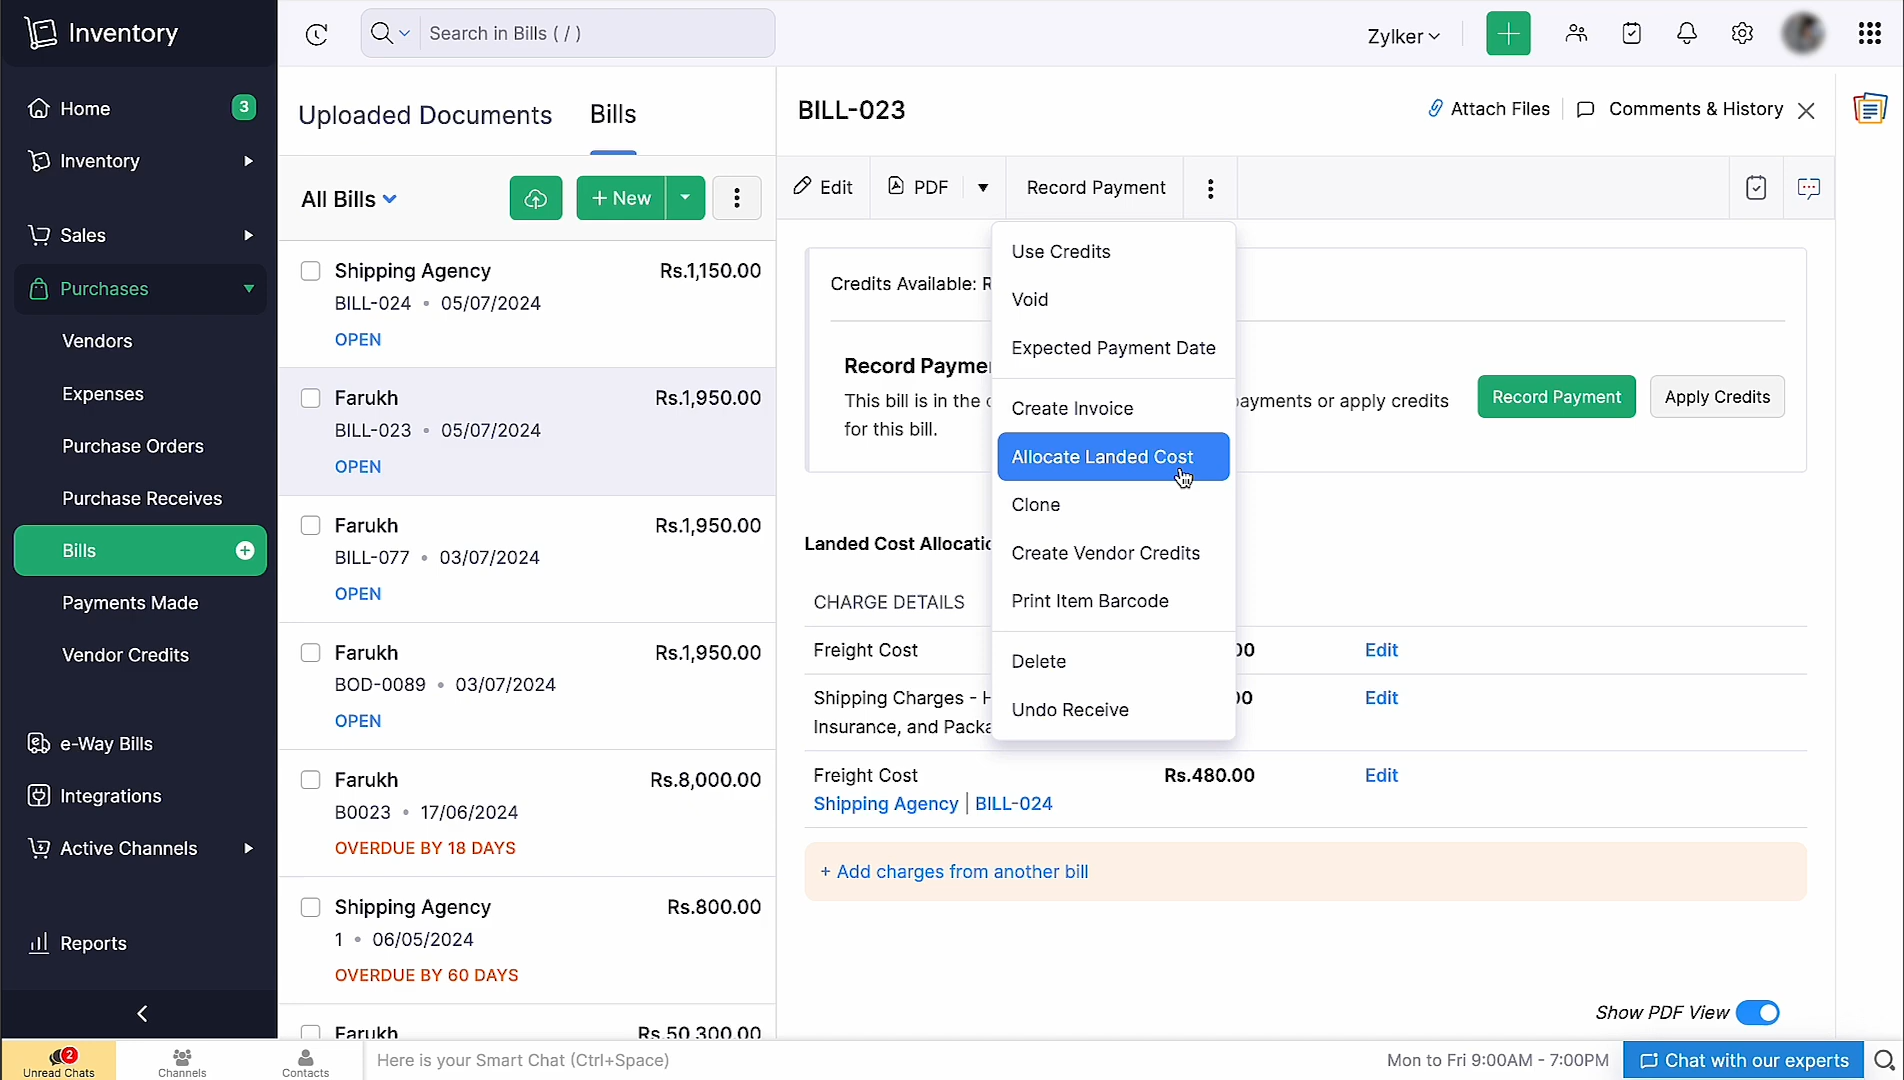 Inventory
Search in Bills ( / )
Zylker
Home
3
Inventory
Sales
Purchases
Vendors
Expenses
Purchase Orders
Purchase Receives
Bills
Payments Made
Vendor Credits
e-Way Bills
Integrations
Active Channels
Reports
Uploaded Documents
Bills
All Bills
+ New
Shipping Agency Rs.1,150.00
BILL-024 • 05/07/2024
OPEN
Farukh Rs.1,950.00
BILL-023 • 05/07/2024
OPEN
Farukh Rs.1,950.00
BILL-077 • 03/07/2024
OPEN
Farukh Rs.1,950.00
BOD-0089 • 03/07/2024
OPEN
Farukh Rs.8,000.00
B0023 • 17/06/2024
OVERDUE BY 18 DAYS
Shipping Agency Rs.800.00
1 • 06/05/2024
OVERDUE BY 60 DAYS
Farukh Rs.50,300.00
BILL-023
Attach Files
Comments & History
Edit
PDF
Record Payment
Use Credits
Void
Expected Payment Date
Create Invoice
Allocate Landed Cost
Clone
Create Vendor Credits
Print Item Barcode
Delete
Undo Receive
Credits Available: R
Record Payme
This bill is in the ayments or apply credits
for this bill.
Record Payment
Apply Credits
Landed Cost Allocatio
CHARGE DETAILS
Freight Cost 00 Edit
Shipping Charges - H 00 Edit
Insurance, and Packa
Freight Cost Rs.480.00 Edit
Shipping Agency | BILL-024
+ Add charges from another bill
Show PDF View
2
Unread Chats
Channels
Contacts
Here is your Smart Chat (Ctrl+Space)
Mon to Fri 9:00AM - 7:00PM
Chat with our experts